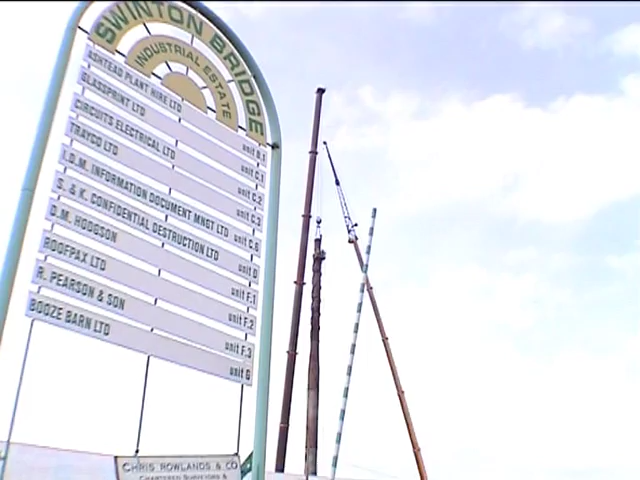 SWINTON BRIDGE
INDUSTRIAL ESTATE
ASHTEAD PLANT HIRE LTD unit D.1
GLASSPRINT LTD unit C.1
CIRCUITS ELECTRICAL LTD unit C.2
TRAYCO LTD unit C.3
I.D.M. INFORMATION DOCUMENT MNGT LTD unit C.6
S. & K. CONFIDENTIAL DESTRUCTION LTD unit D
D.M. HODGSON unit F.1
ROOFPAX LTD unit F.2
R. PEARSON & SON unit F.3
BOOZE BARN LTD unit G
CHRIS ROWLANDS & CO
CHARTERED SURVEYORS &